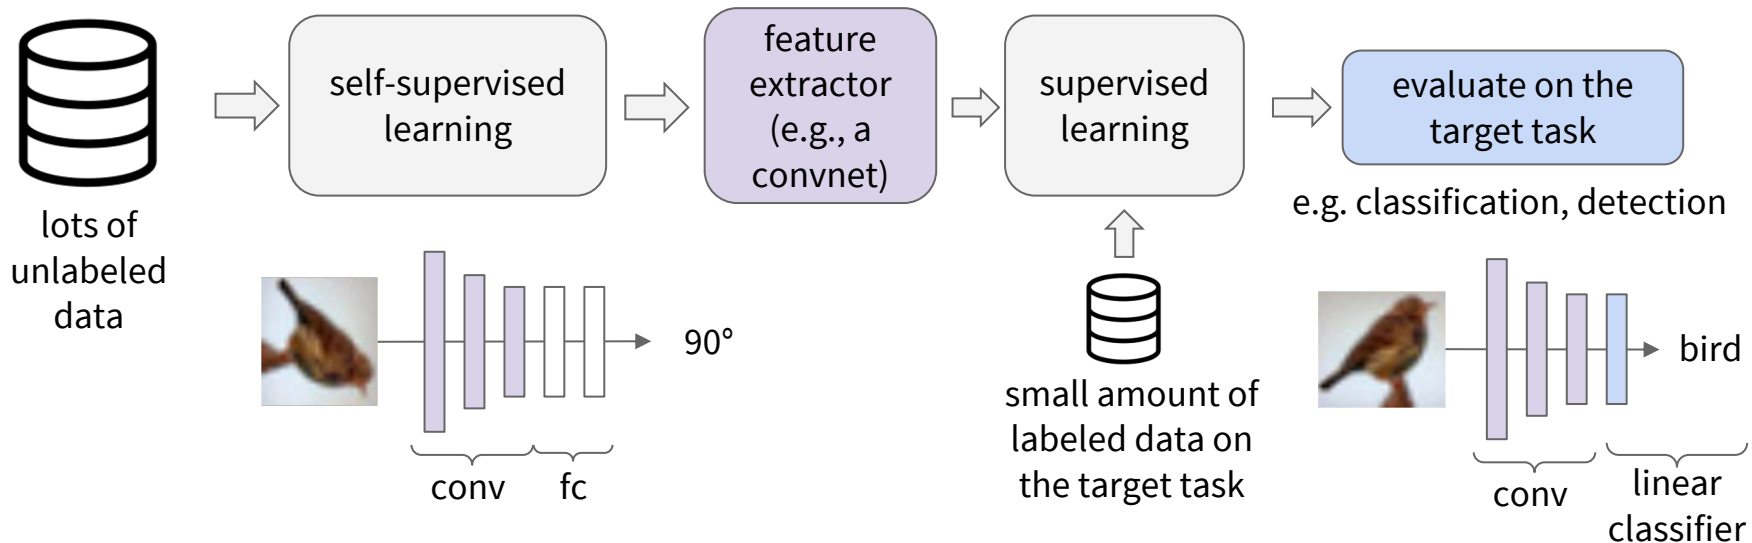 lots of
unlabeled
data
self-supervised
learning
feature
extractor
(e.g., a
convnet)
supervised
learning
evaluate on the
target task
e.g. classification, detection
90°
conv
fc
small amount of
labeled data on
the target task
bird
conv
linear
classifier